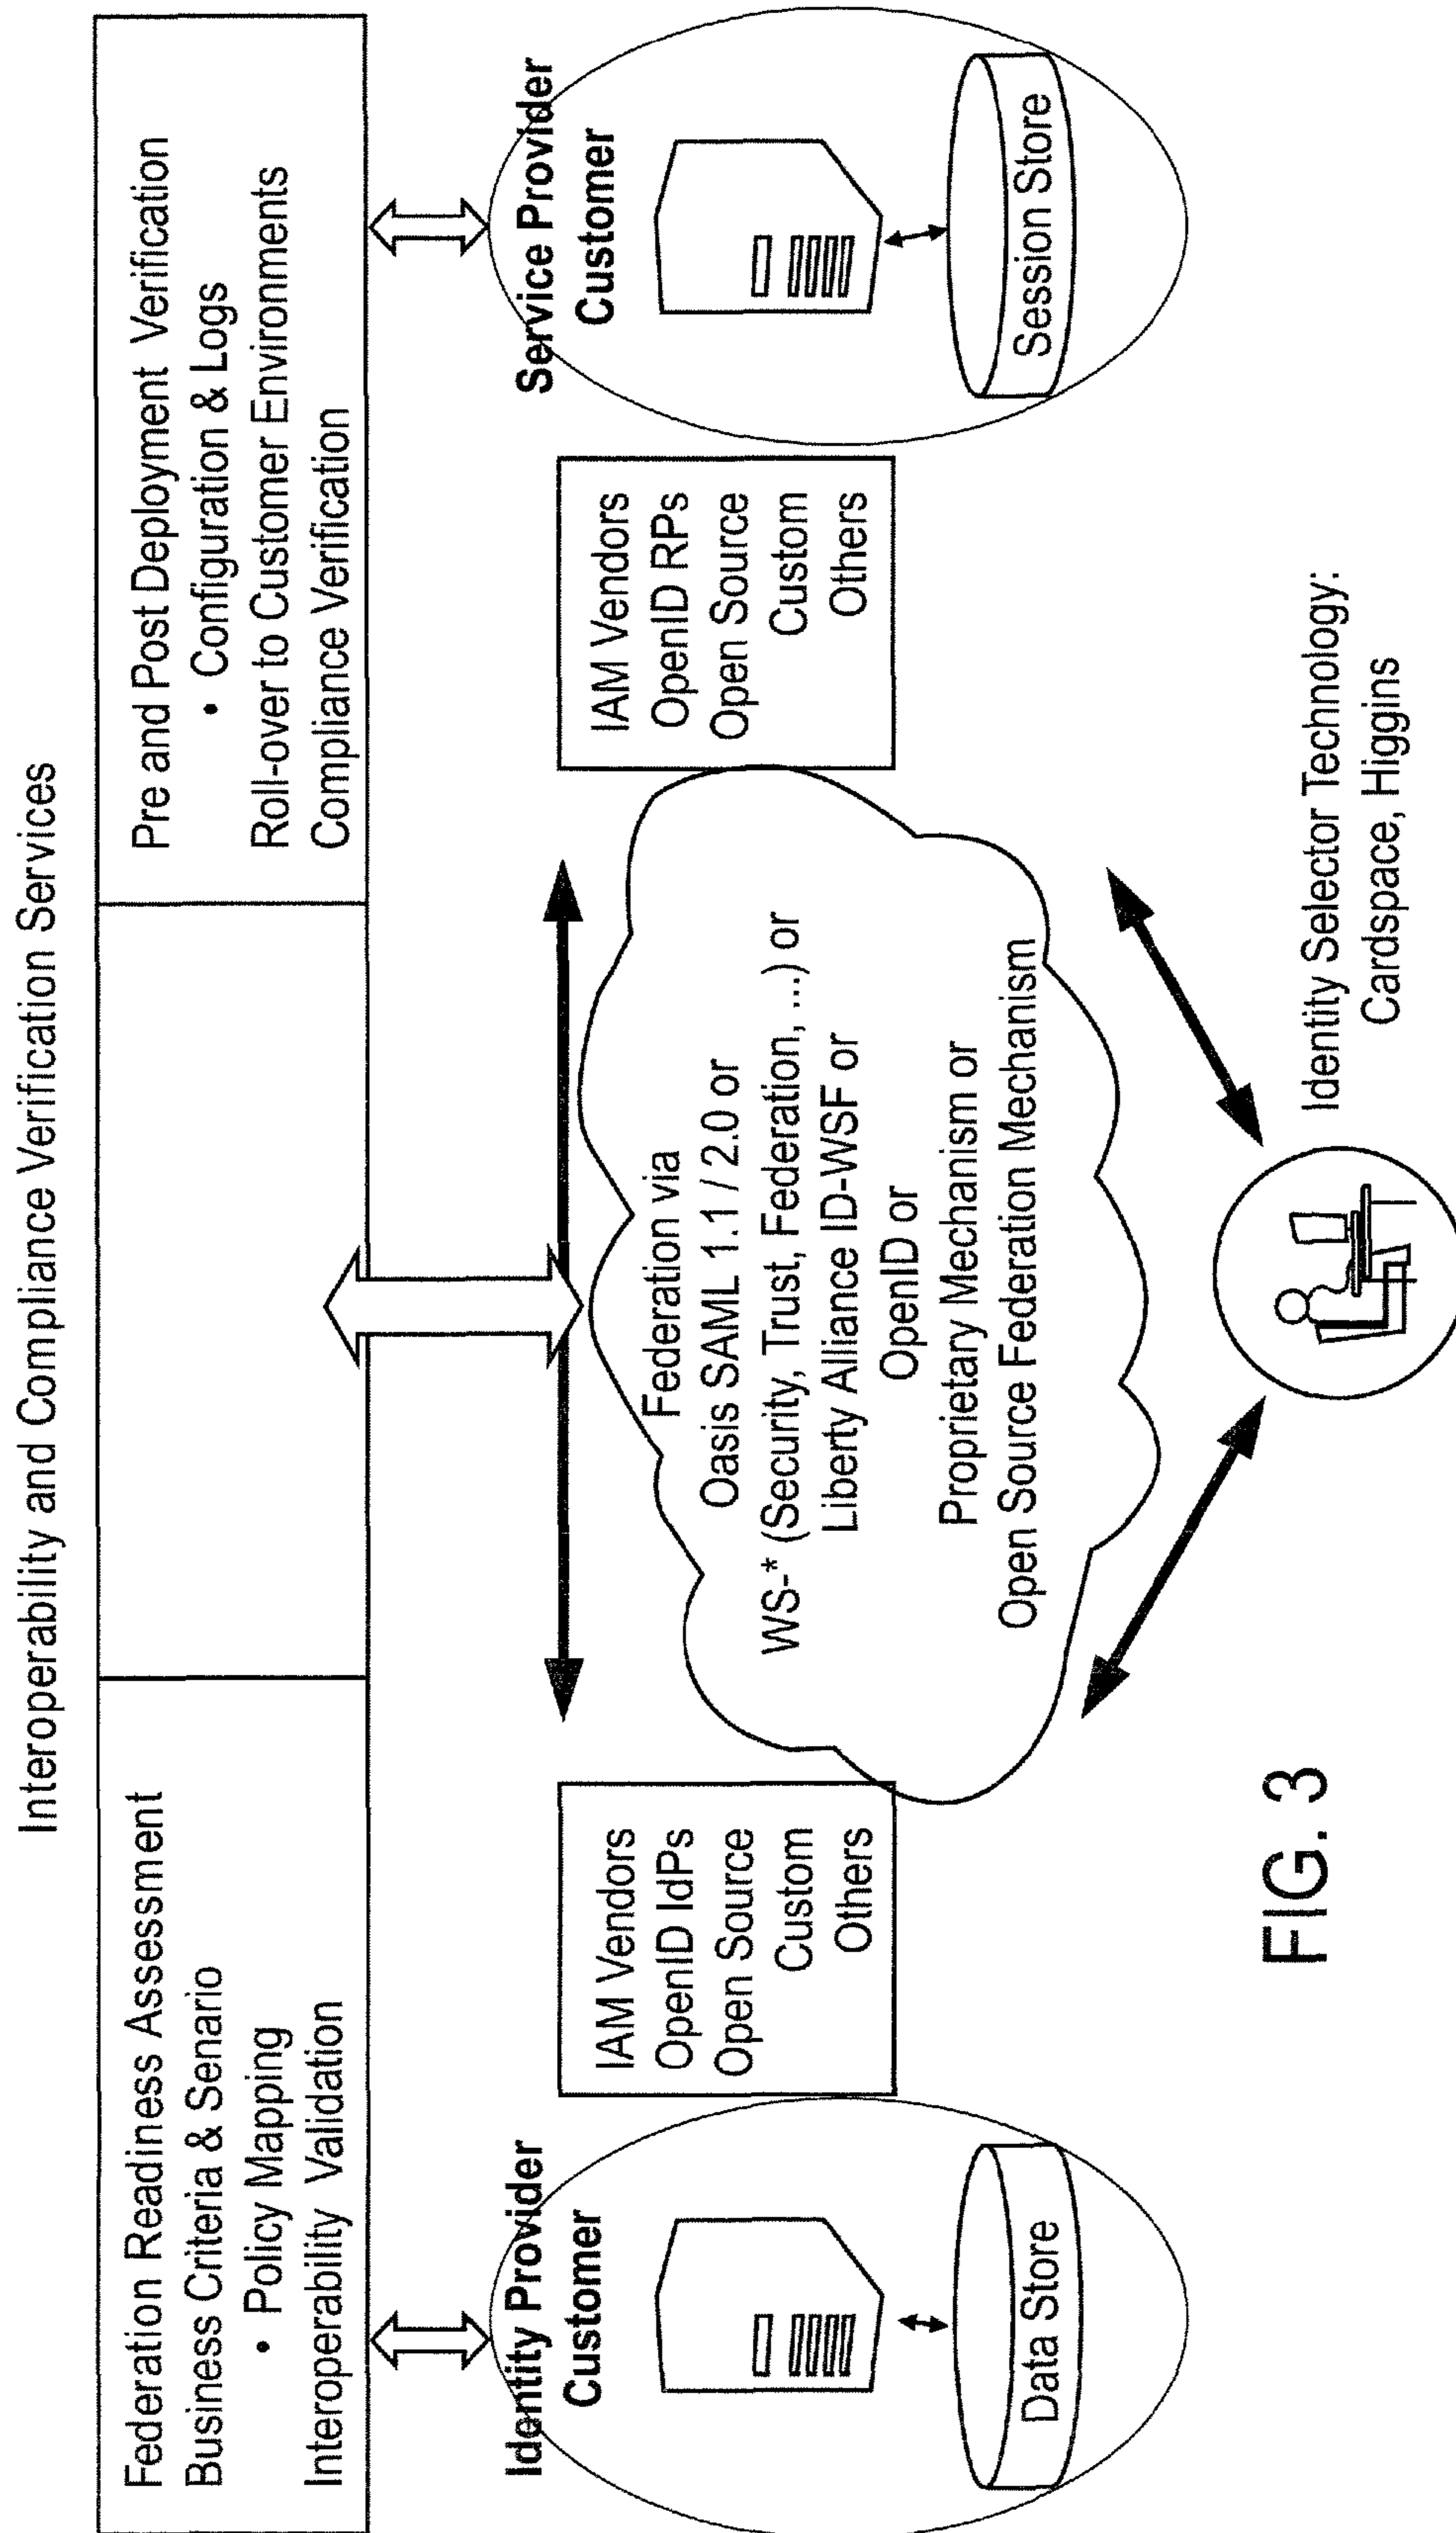 Interoperability and Compliance Verification Services
Federation Readiness Assessment
Business Criteria & Senario
• Policy Mapping
Interoperability Validation
Pre and Post Deployment Verification
• Configuration & Logs
Roll-over to Customer Environments
Compliance Verification
Identity Provider
Customer
Data Store
IAM Vendors
OpenID IdPs
Open Source
Custom
Others
Federation via
Oasis SAML 1.1 / 2.0 or
WS-* (Security, Trust, Federation, ...) or
Liberty Alliance ID-WSF or
OpenID or
Proprietary Mechanism or
Open Source Federation Mechanism
IAM Vendors
OpenID RPs
Open Source
Custom
Others
Service Provider
Customer
Session Store
Identity Selector Technology:
Cardspace, Higgins
FIG. 3